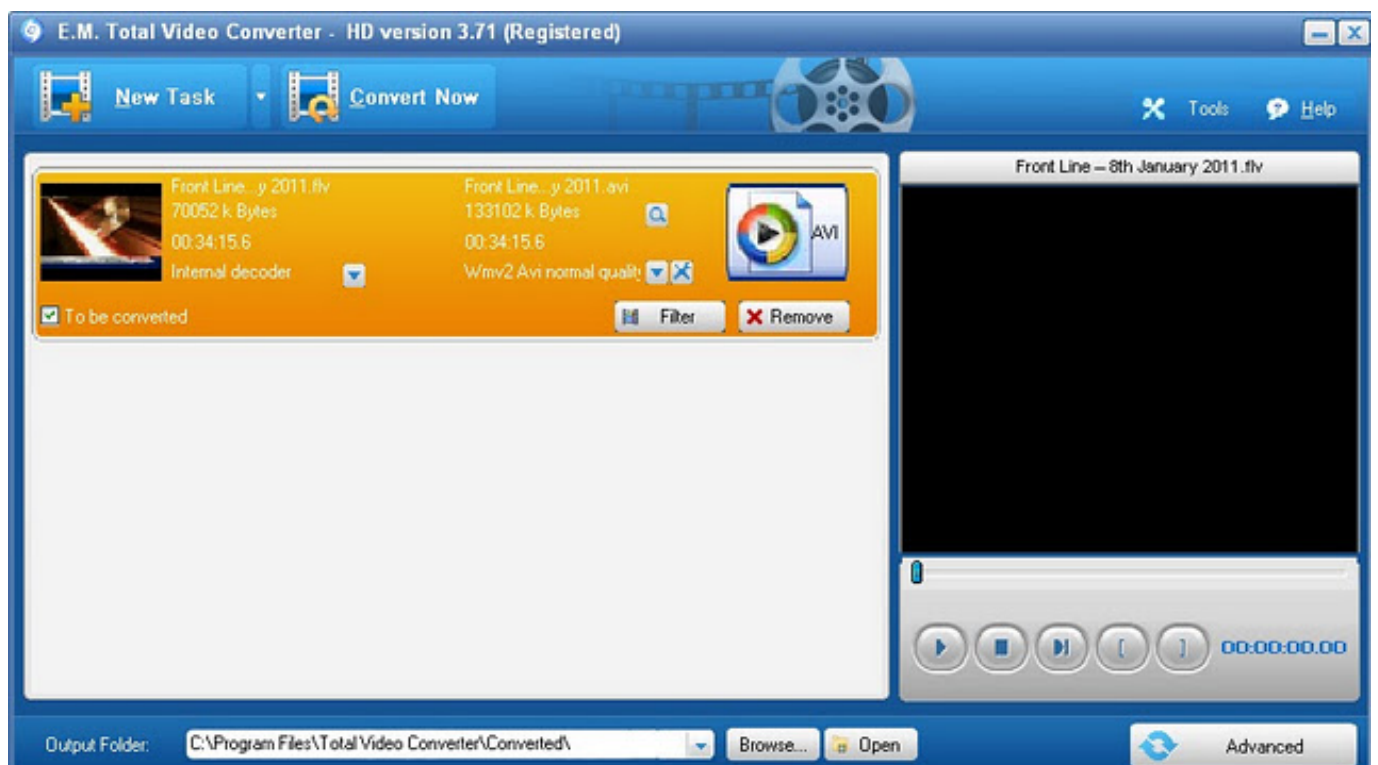 E.M. Total Video Converter - HD version 3.71 (Registered)
New Task
Convert Now
Tools
Help
Front Line...y 2011.flv
Front Line...y 2011.avi
70052 k Bytes
133102 k Bytes
00:34:15.6
00:34:15.6
Internal decoder
Wmv2 Avi normal quality
AVI
To be converted
Filter
Remove
Front Line – 8th January 2011.flv
[
]
00:00:00.00
Output Folder:
C:\Program Files\Total Video Converter\Converted\
Browse...
Open
Advanced